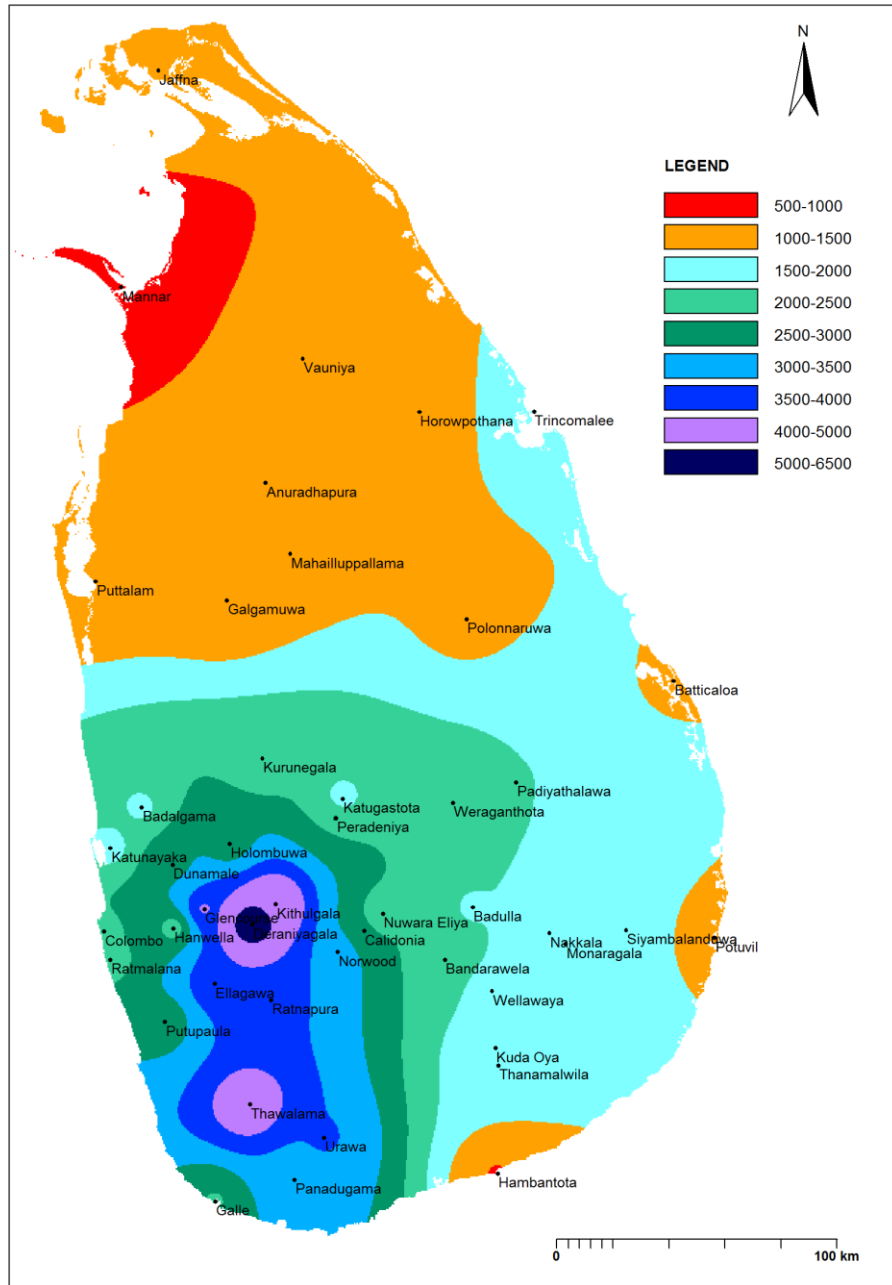 N
Jaffna
LEGEND
500-1000
1000-1500
1500-2000
2000-2500
2500-3000
3000-3500
3500-4000
4000-5000
5000-6500
Mannar
Vauniya
Horowpothana
Trincomalee
Anuradhapura
Mahailluppallama
Puttalam
Galgamuwa
Polonnaruwa
Batticaloa
Kurunegala
Padiyathalawa
Katugastota
Weraganthota
Badalgama
Peradeniya
Holombuwa
Katunayaka
Dunamale
Glencourse
Kithulgala
Nuwara Eliya
Badulla
Colombo
Hanwella
Deraniyagala
Calidonia
Nakkala
Siyambalanduwa
Potuvil
Monaragala
Norwood
Ratmalana
Bandarawela
Ellagawa
Wellawaya
Ratnapura
Putupaula
Kuda Oya
Thanamalwila
Thawalama
Urawa
Hambantota
Panadugama
Galle
0 100 km